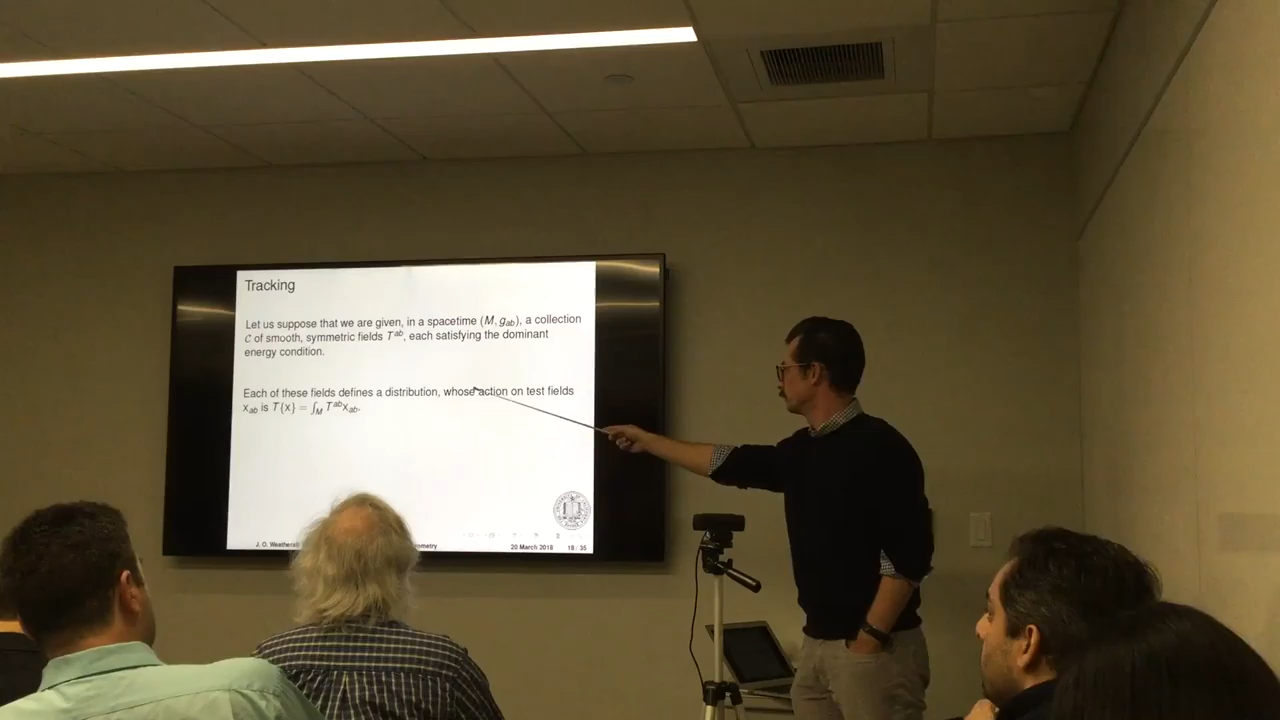 Tracking
Let us suppose that we are given, in a spacetime (M, g_ab), a collection
C of smooth, symmetric fields T^ab, each satisfying the dominant
energy condition.
Each of these fields defines a distribution, whose action on test fields
x_ab is T{x} = ∫_M T^ab x_ab.
J. O. Weatherall 20 March 2018 18 / 35